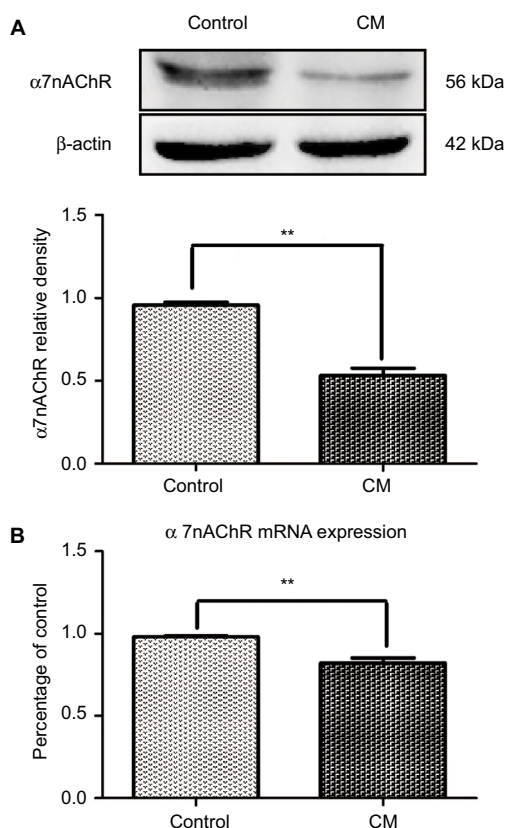 A
Control CM
α7nAChR 56 kDa
β-actin 42 kDa
α7nAChR relative density
1.5
**
1.0
0.5
0.0
Control CM
B
α 7nAChR mRNA expression
Percentage of control
1.5
**
1.0
0.5
0.0
Control CM